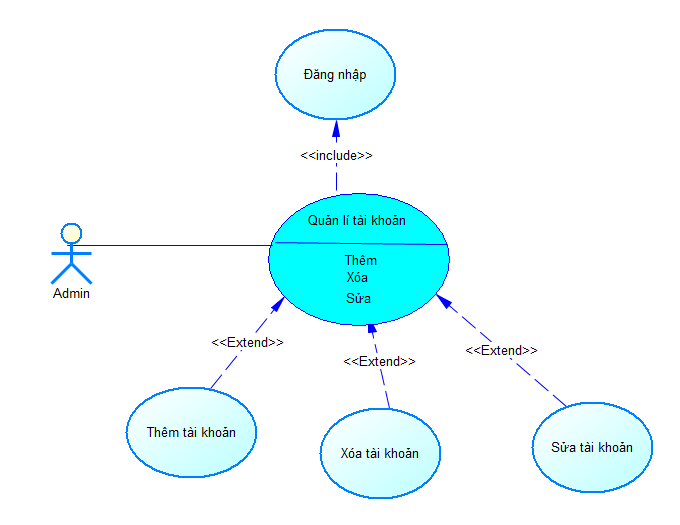 Đăng nhập
<<include>>
Quản lí tài khoản
Thêm
Xóa
Sửa
Admin
<<Extend>>
<<Extend>>
<<Extend>>
Thêm tài khoản
Xóa tài khoản
Sửa tài khoản